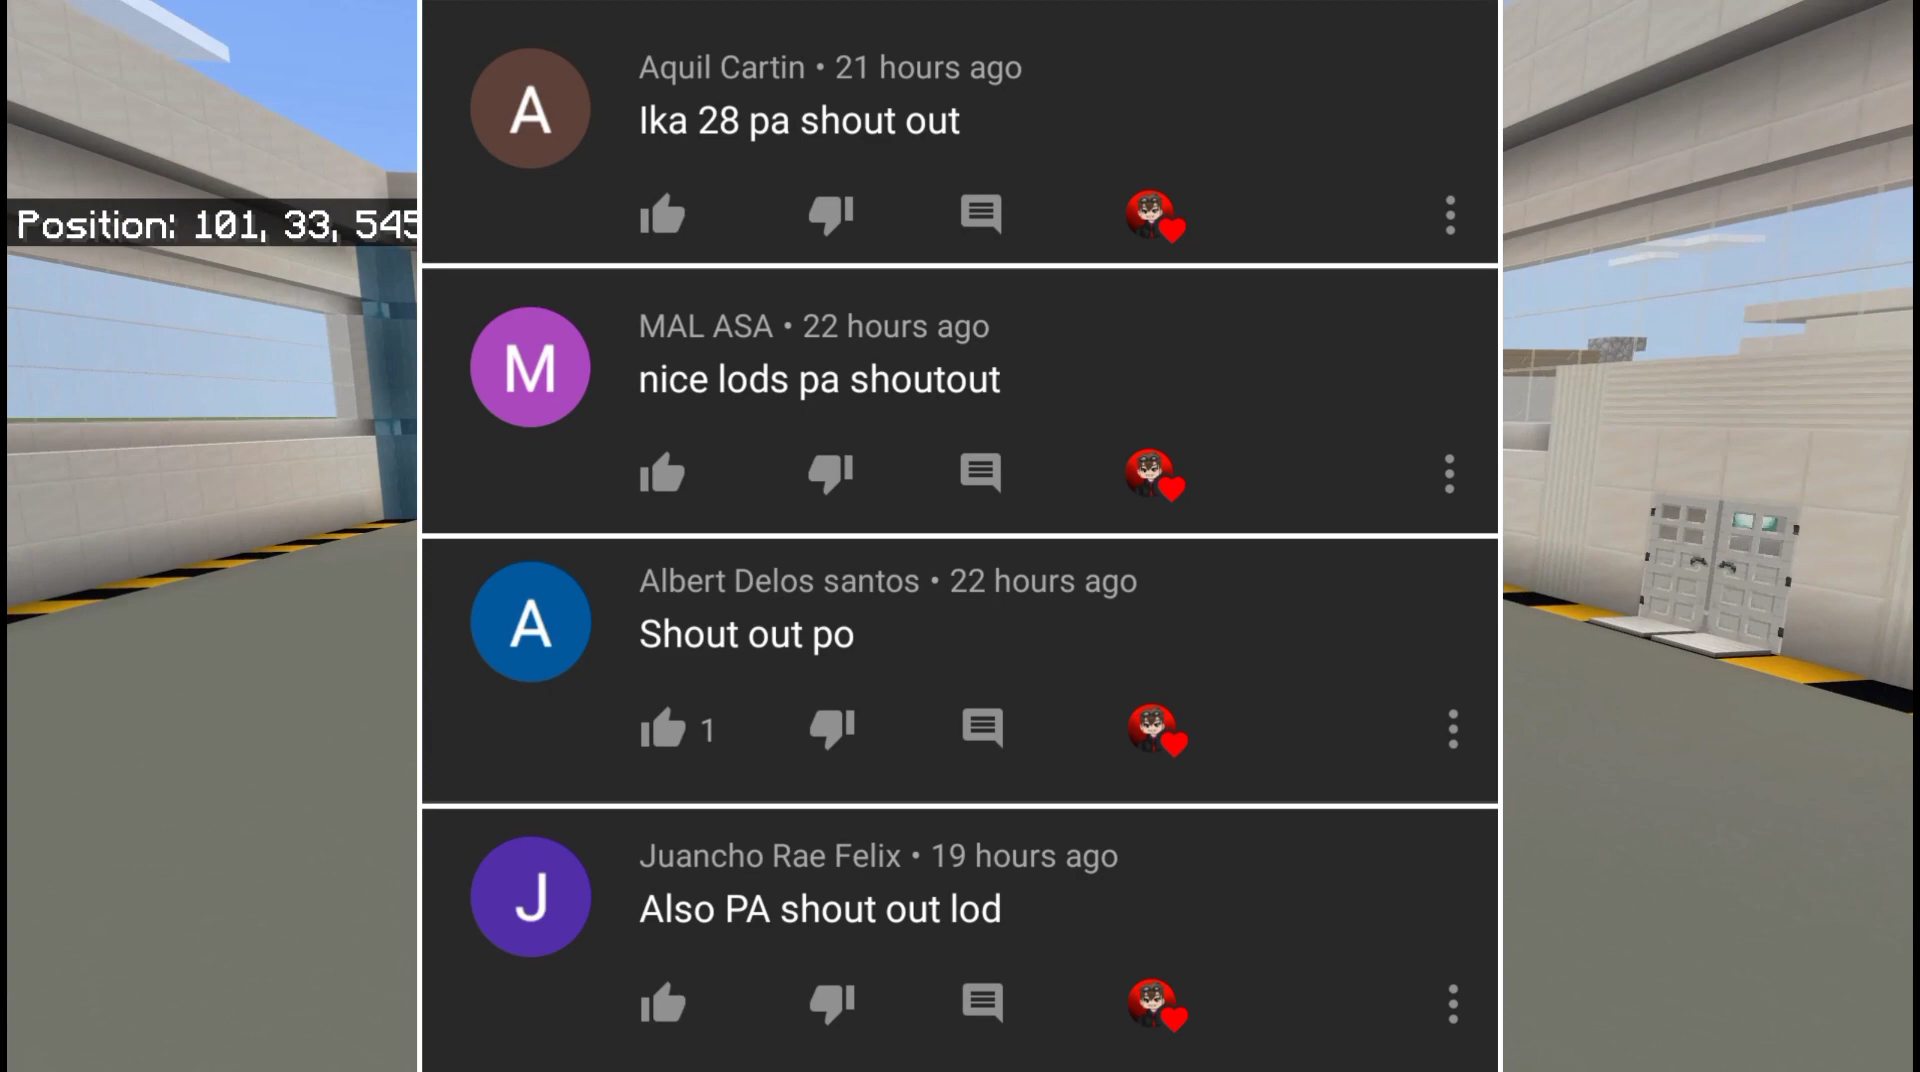 Position: 101, 33, 545
A
Aquil Cartin • 21 hours ago
Ika 28 pa shout out
M
MAL ASA • 22 hours ago
nice lods pa shoutout
A
Albert Delos santos • 22 hours ago
Shout out po
1
J
Juancho Rae Felix • 19 hours ago
Also PA shout out lod